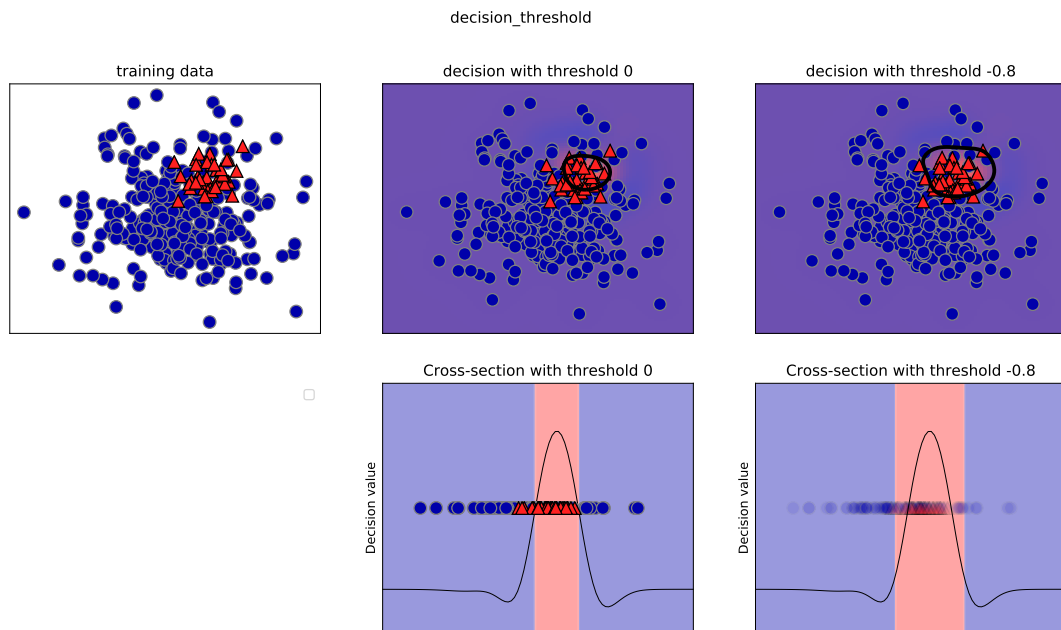 decision_threshold
training data
decision with threshold 0
decision with threshold -0.8
Cross-section with threshold 0
Cross-section with threshold -0.8
Decision value
Decision value